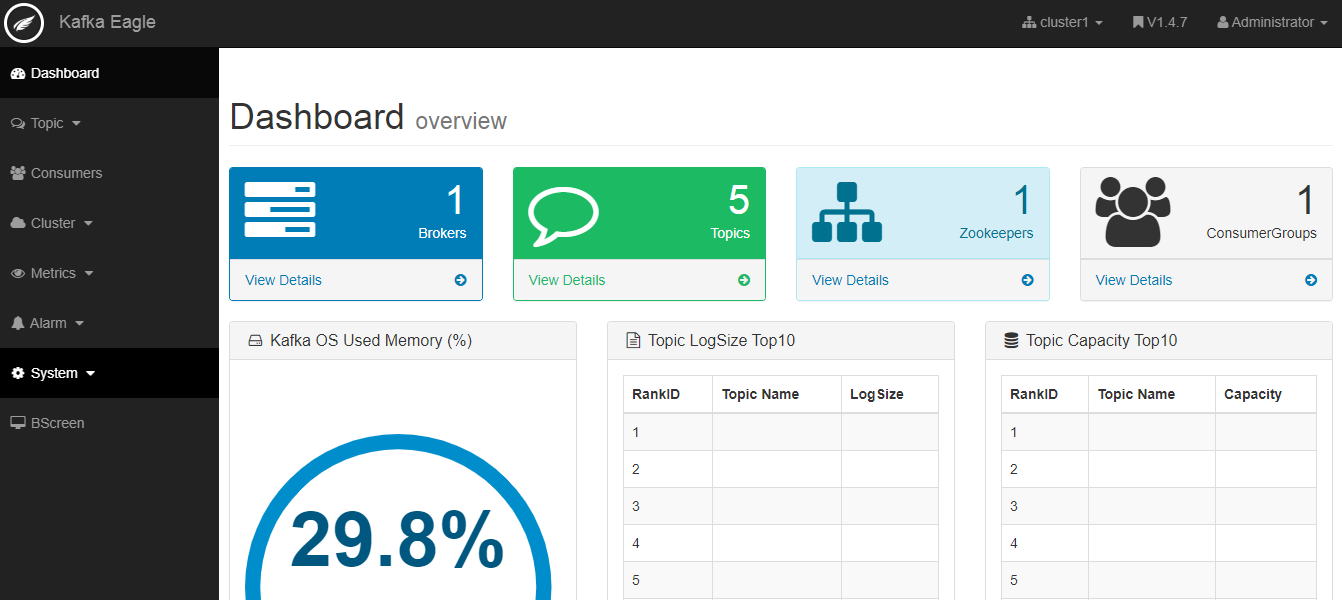 Kafka Eagle
cluster1
V1.4.7
Administrator
Dashboard
Topic
Consumers
Cluster
Metrics
Alarm
System
BScreen
Dashboard overview
1
Brokers
View Details
5
Topics
View Details
1
Zookeepers
View Details
1
ConsumerGroups
View Details
Kafka OS Used Memory (%)
29.8%
Topic LogSize Top10
RankID Topic Name LogSize
1
2
3
4
5
Topic Capacity Top10
RankID Topic Name Capacity
1
2
3
4
5